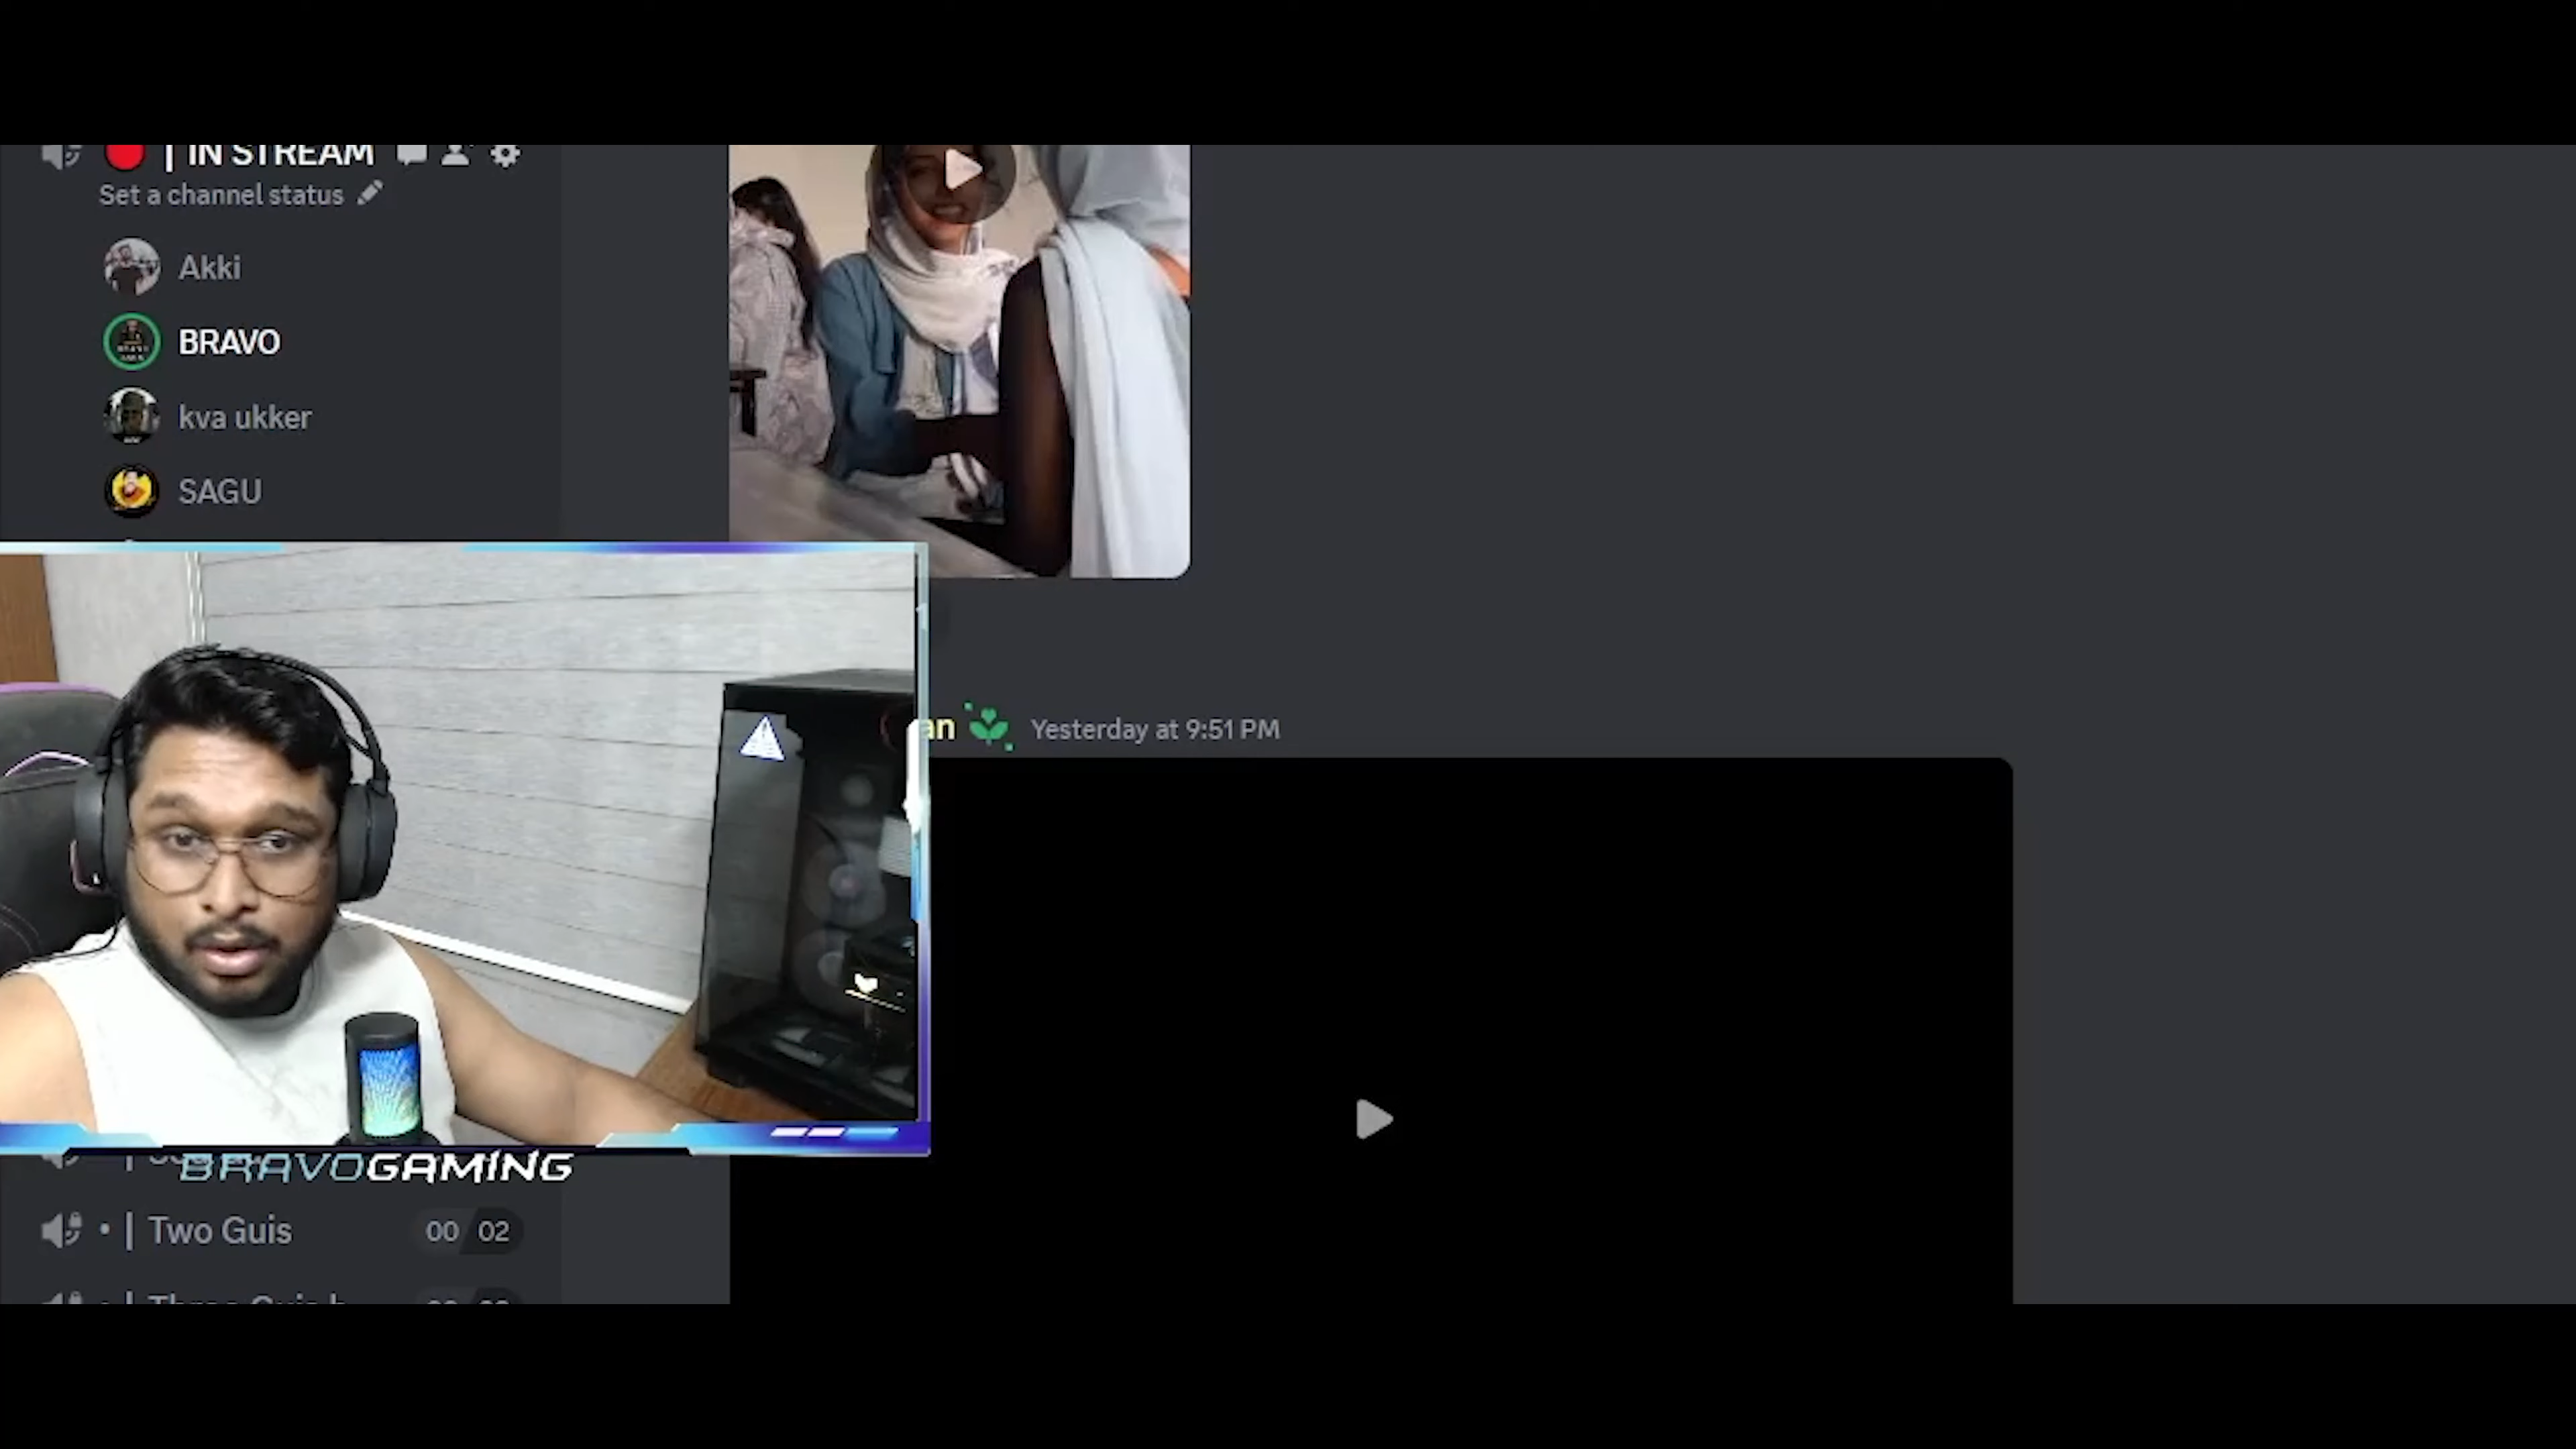 | IN STREAM
Set a channel status
Akki
BRAVO
kva ukker
SAGU
an
Yesterday at 9:51 PM
BRAVOGAMING
• | Two Guis 00 02